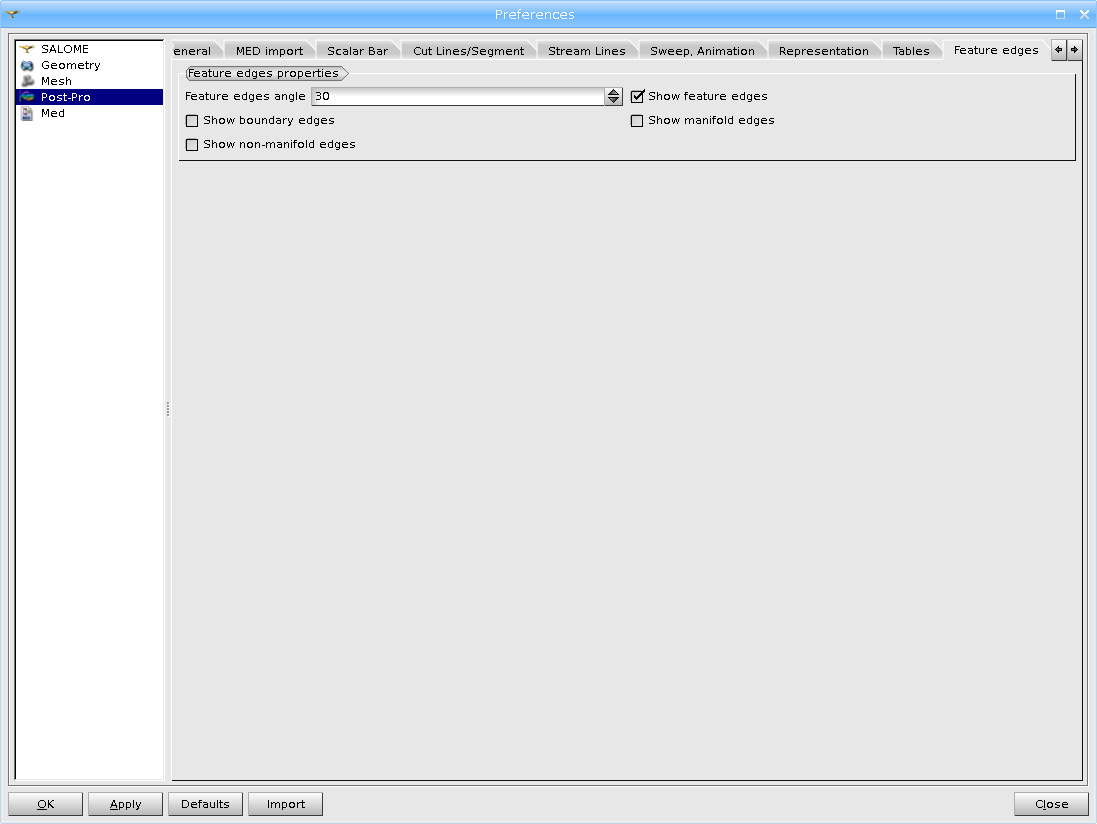 Preferences
SALOME
Geometry
Mesh
Post-Pro
Med
eneral MED import Scalar Bar Cut Lines/Segment Stream Lines Sweep, Animation Representation Tables Feature edges
Feature edges properties
Feature edges angle 30 Show feature edges
Show boundary edges Show manifold edges
Show non-manifold edges
OK Apply Defaults Import Close